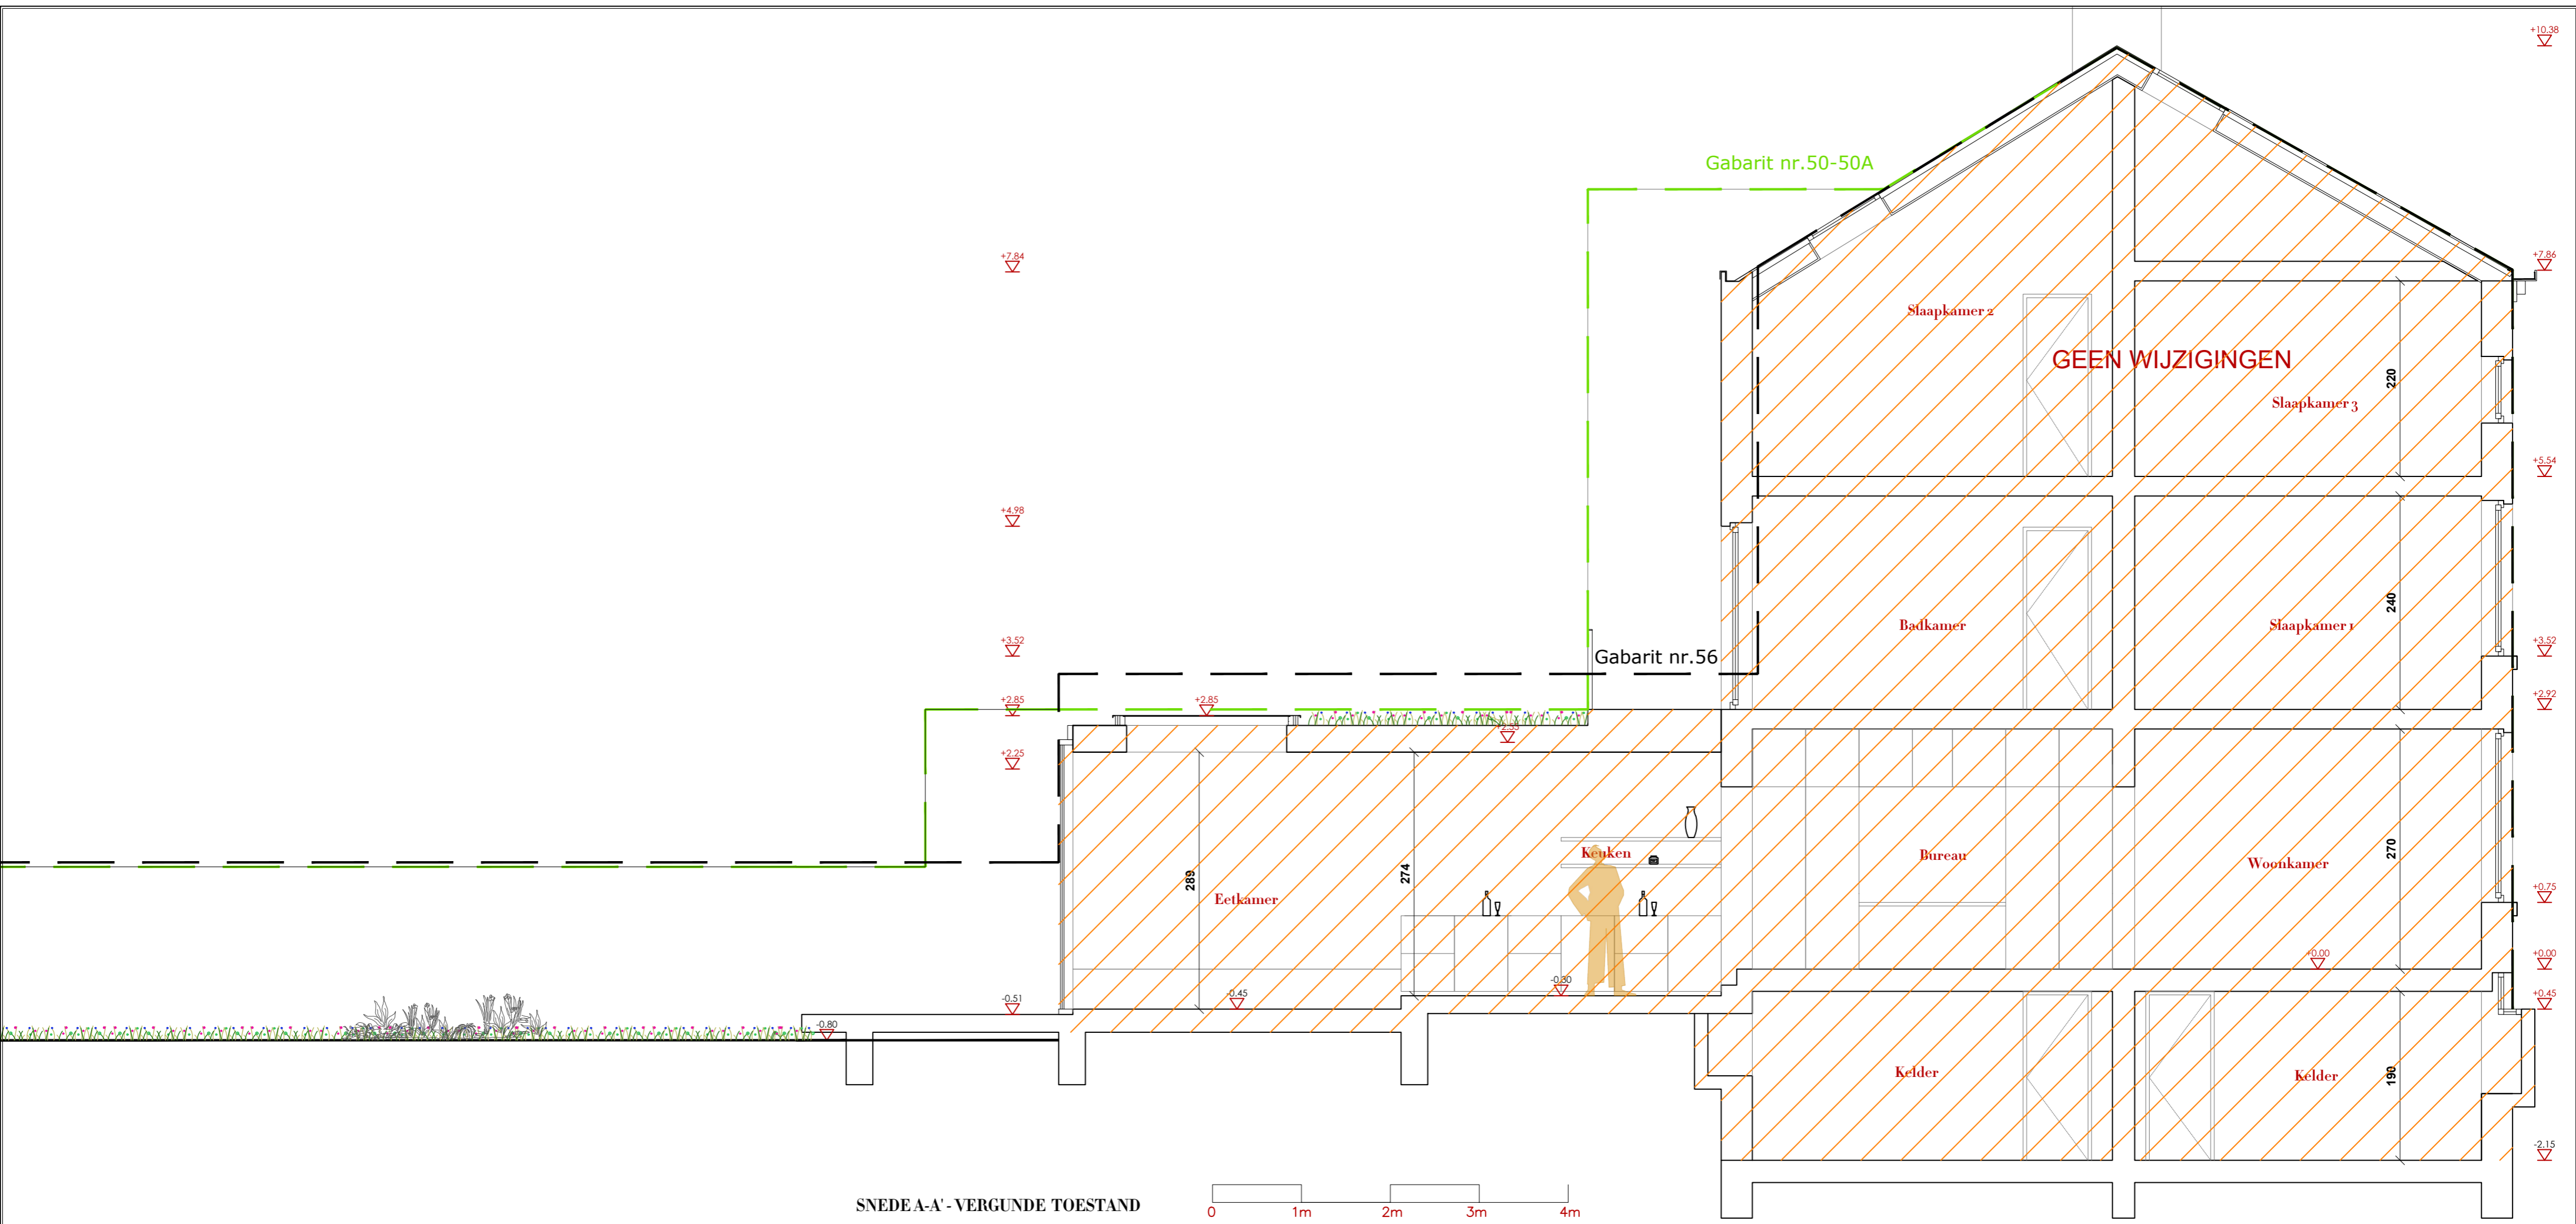 +10.38
Gabarit nr.50-50A
+7.84
+7.86
Slaapkamer 2
GEEN WIJZIGINGEN
220
Slaapkamer 3
+5.54
+4.98
240
Badkamer
Slaapkamer 1
+3.52
+3.52
Gabarit nr.56
+2.85
+2.85
+2.92
+2.55
+2.25
289
274
Keuken
Bureau
270
Woonkamer
Eetkamer
+0.75
+0.00
+0.00
-0.51
-0.45
-0.30
+0.45
-0.80
Kelder
Kelder
190
-2.15
SNEDE A-A' - VERGUNDE TOESTAND
0 1m 2m 3m 4m